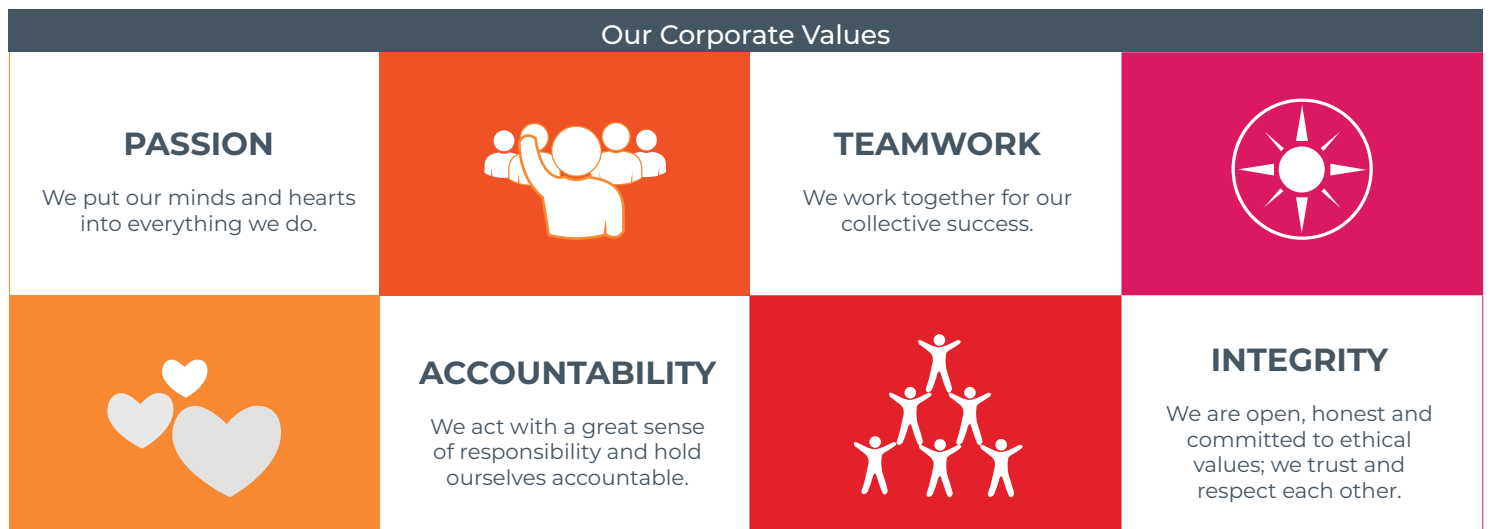 Our Corporate Values
PASSION
We put our minds and hearts
into everything we do.
TEAMWORK
We work together for our
collective success.
ACCOUNTABILITY
We act with a great sense
of responsibility and hold
ourselves accountable.
INTEGRITY
We are open, honest and
committed to ethical
values; we trust and
respect each other.